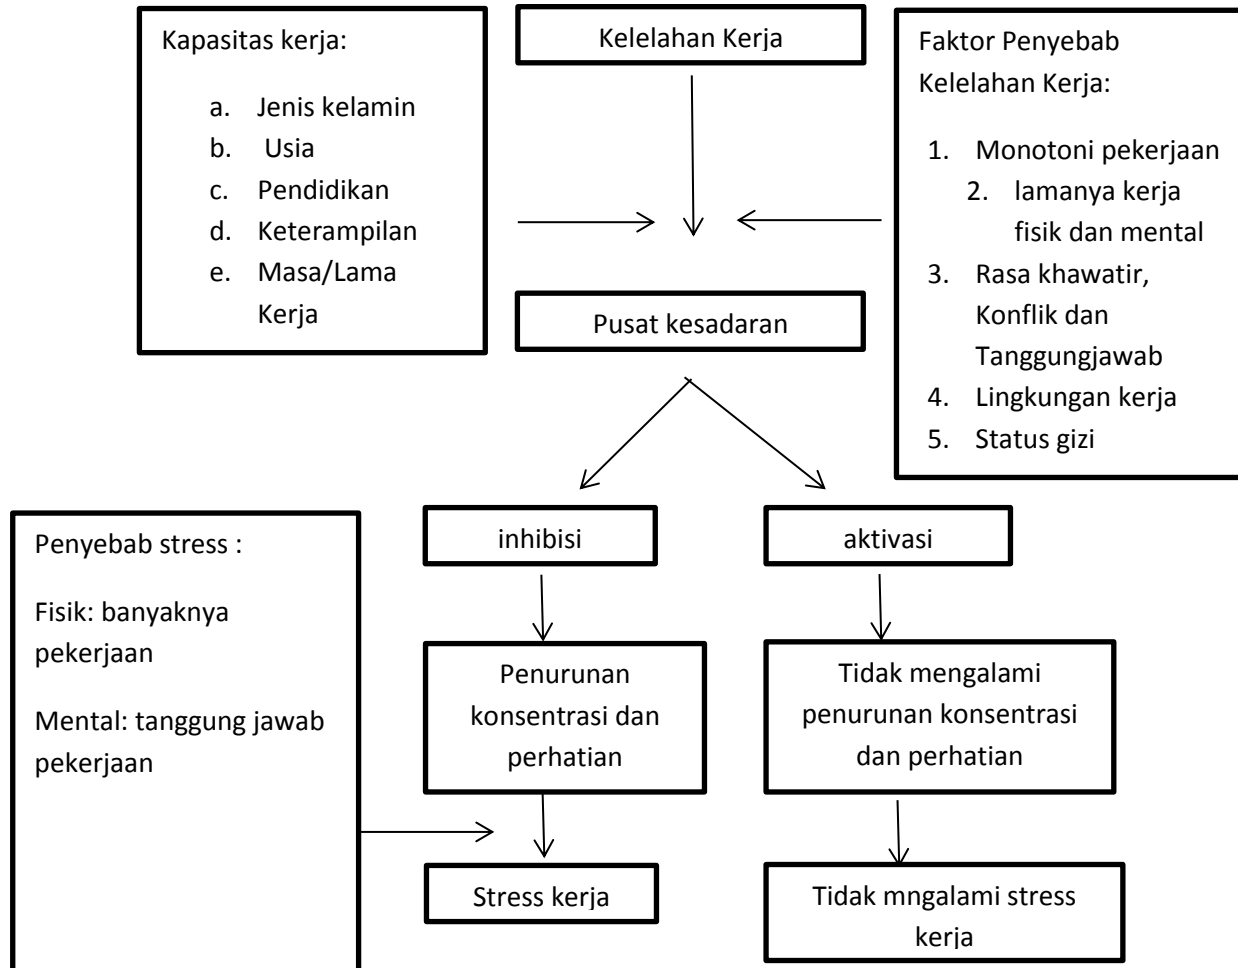 Kapasitas kerja:
a. Jenis kelamin
b. Usia
c. Pendidikan
d. Keterampilan
e. Masa/Lama
Kerja
Kelelahan Kerja
Faktor Penyebab
Kelelahan Kerja:
1. Monotoni pekerjaan
2. lamanya kerja
fisik dan mental
3. Rasa khawatir,
Konflik dan
Tanggungjawab
4. Lingkungan kerja
5. Status gizi
Pusat kesadaran
Penyebab stress :
Fisik: banyaknya
pekerjaan
Mental: tanggung jawab
pekerjaan
inhibisi
aktivasi
Penurunan
konsentrasi dan
perhatian
Tidak mengalami
penurunan konsentrasi
dan perhatian
Stress kerja
Tidak mngalami stress
kerja